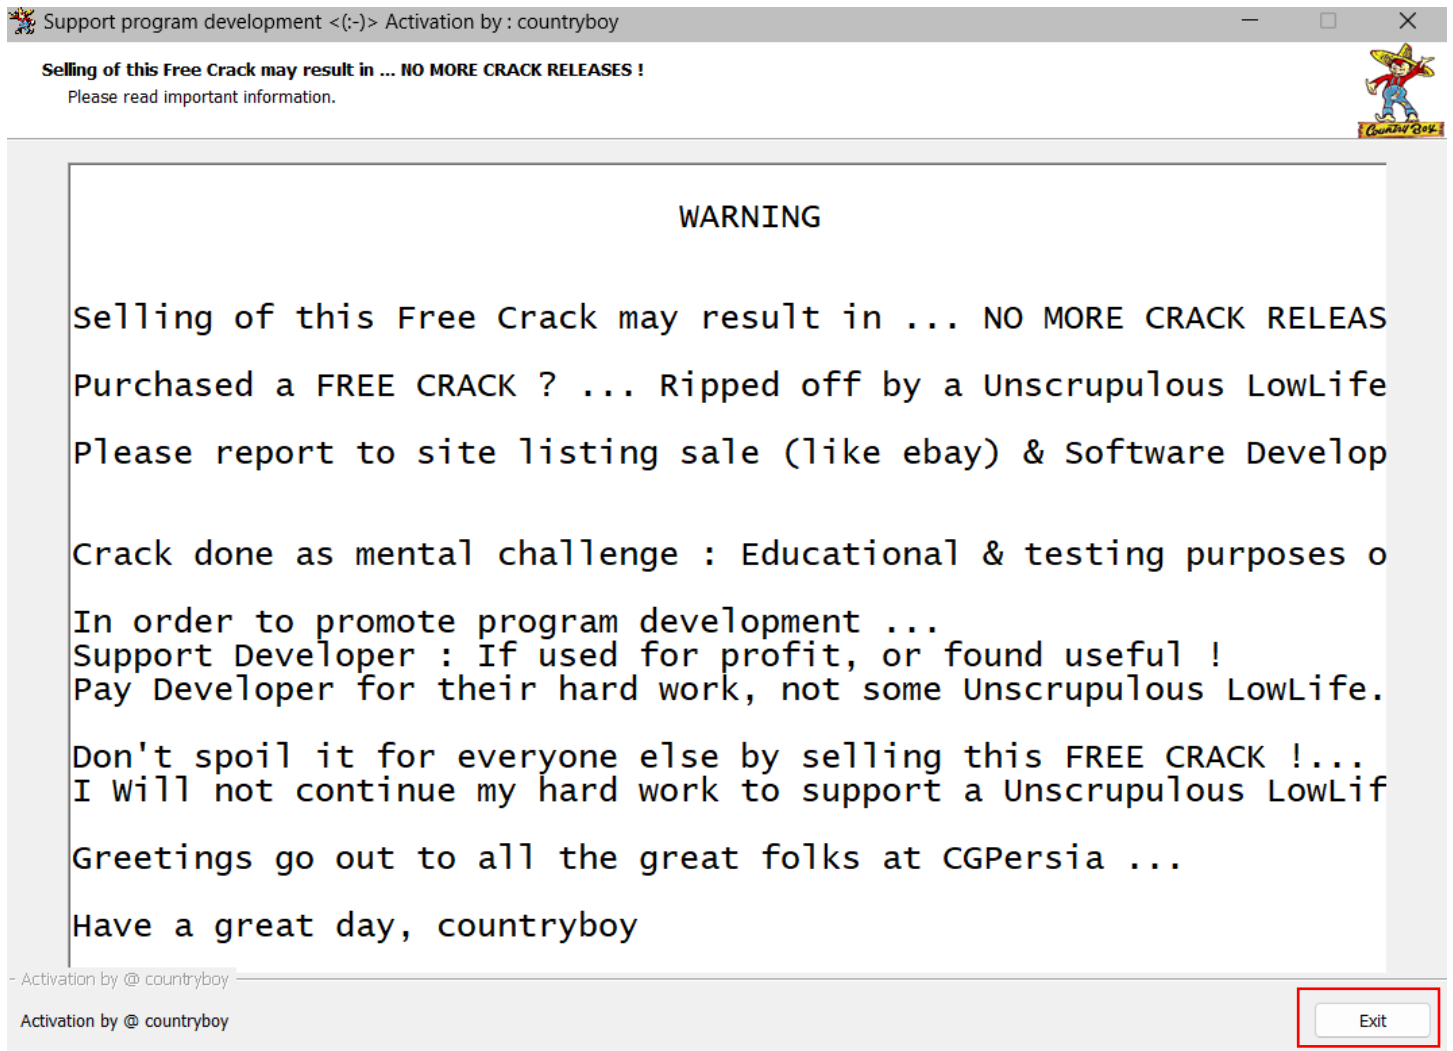 Support program development <(:-)> Activation by : countryboy
Selling of this Free Crack may result in ... NO MORE CRACK RELEASES !
Please read important information.
Country Boy
WARNING
Selling of this Free Crack may result in ... NO MORE CRACK RELEAS
Purchased a FREE CRACK ? ... Ripped off by a Unscrupulous LowLife
Please report to site listing sale (like ebay) & Software Develop
Crack done as mental challenge : Educational & testing purposes o
In order to promote program development ...
Support Developer : If used for profit, or found useful !
Pay Developer for their hard work, not some Unscrupulous LowLife.
Don't spoil it for everyone else by selling this FREE CRACK !...
I Will not continue my hard work to support a Unscrupulous LowLif
Greetings go out to all the great folks at CGPersia ...
Have a great day, countryboy
Activation by @ countryboy
Activation by @ countryboy
Exit